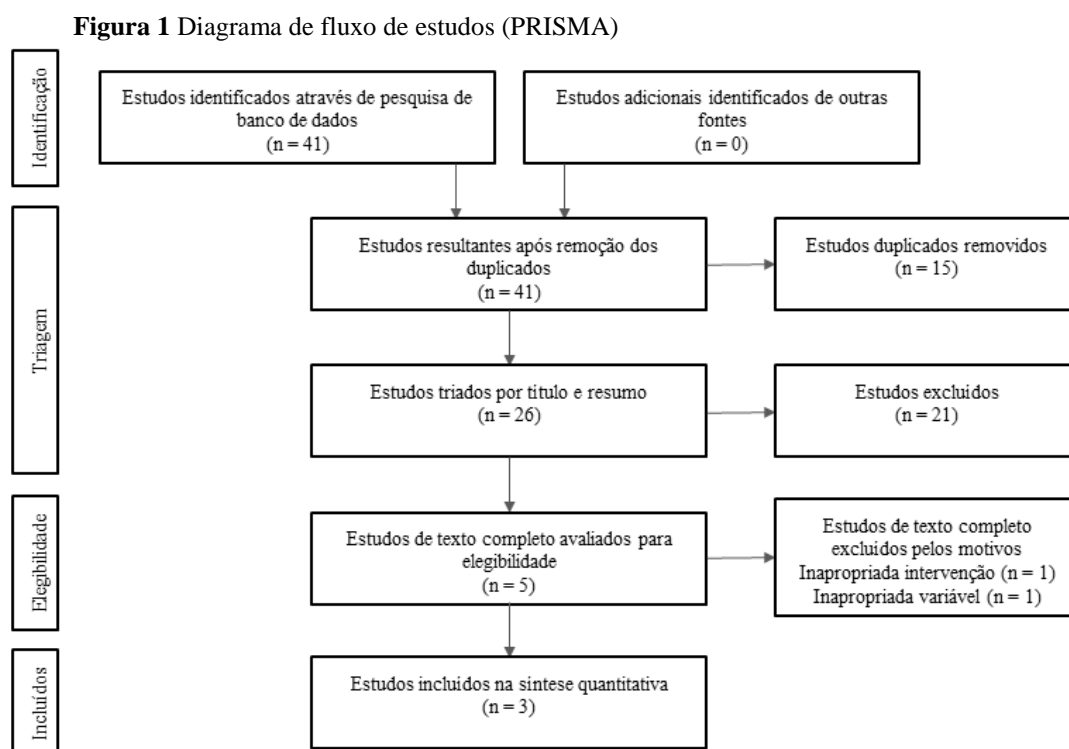 Figura 1 Diagrama de fluxo de estudos (PRISMA)
Identificação
Estudos identificados através de pesquisa de
banco de dados
(n = 41)
Estudos adicionais identificados de outras
fontes
(n = 0)
Triagem
Estudos resultantes após remoção dos
duplicados
(n = 41)
Estudos duplicados removidos
(n = 15)
Estudos triados por título e resumo
(n = 26)
Estudos excluídos
(n = 21)
Elegibilidade
Estudos de texto completo avaliados para
elegibilidade
(n = 5)
Estudos de texto completo
excluídos pelos motivos
Inapropriada intervenção (n = 1)
Inapropriada variável (n = 1)
Incluídos
Estudos incluídos na síntese quantitativa
(n = 3)